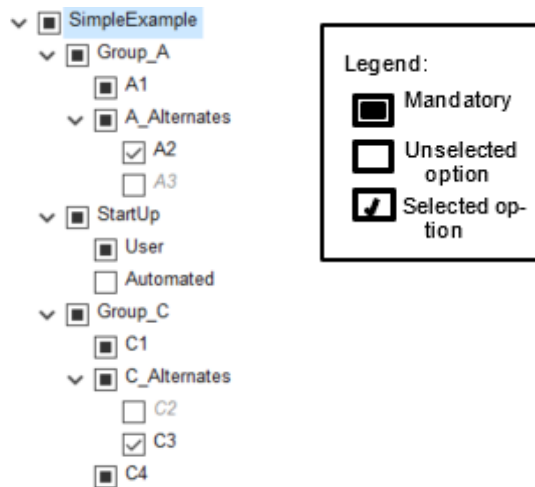 SimpleExample
Group_A
A1
A_Alternates
A2
A3
StartUp
User
Automated
Group_C
C1
C_Alternates
C2
C3
C4
Legend:
Mandatory
Unselected
option
Selected op-
tion